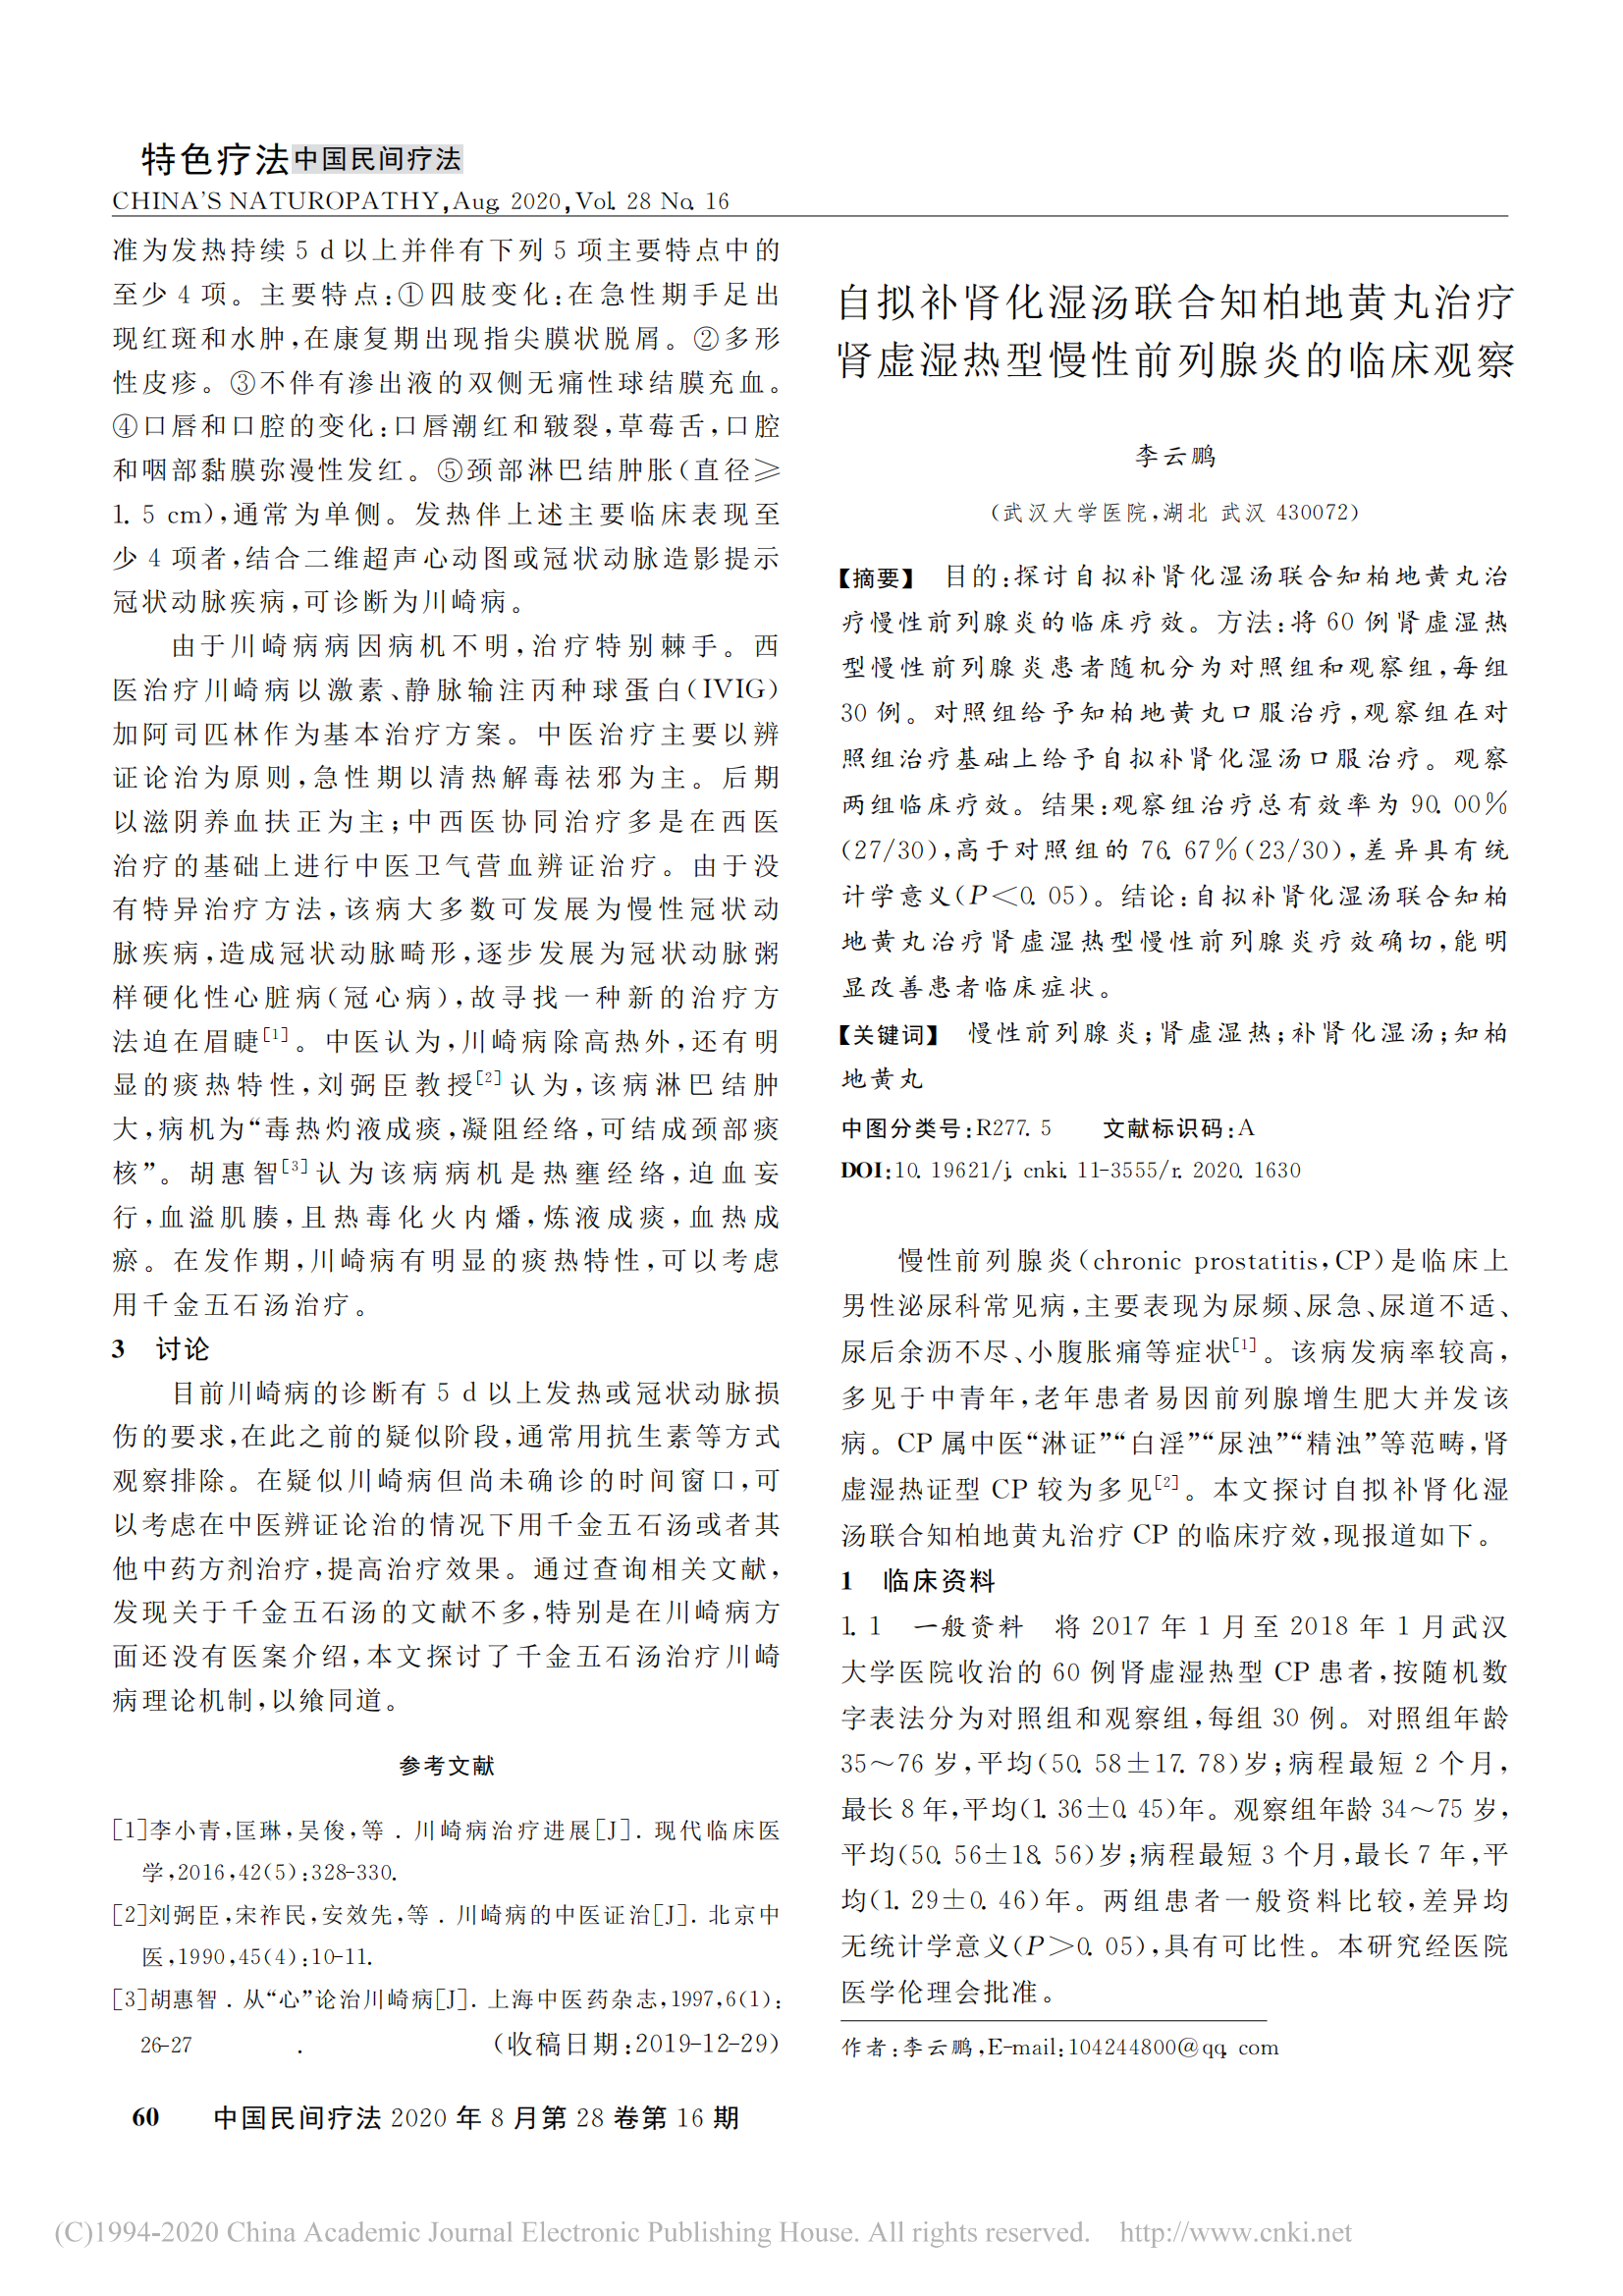 特色疗法中国民间疗法
CHINA'S NATUROPATHY,Aug. 2020,Vol. 28 No. 16
准为发热持续 5 d 以上并伴有下列 5 项主要特点中的
至少 4 项。主要特点:①四肢变化:在急性期手足出
现红斑和水肿,在康复期出现指尖膜状脱屑。②多形
性皮疹。③不伴有渗出液的双侧无痛性球结膜充血。
④口唇和口腔的变化:口唇潮红和皲裂,草莓舌,口腔
和咽部黏膜弥漫性发红。⑤颈部淋巴结肿胀(直径≥
1. 5 cm),通常为单侧。发热伴上述主要临床表现至
少 4 项者,结合二维超声心动图或冠状动脉造影提示
冠状动脉疾病,可诊断为川崎病。
由于川崎病病因病机不明,治疗特别棘手。西
医治疗川崎病以激素、静脉输注丙种球蛋白(IVIG)
加阿司匹林作为基本治疗方案。中医治疗主要以辨
证论治为原则,急性期以清热解毒祛邪为主。后期
以滋阴养血扶正为主;中西医协同治疗多是在西医
治疗的基础上进行中医卫气营血辨证治疗。由于没
有特异治疗方法,该病大多数可发展为慢性冠状动
脉疾病,造成冠状动脉畸形,逐步发展为冠状动脉粥
样硬化性心脏病(冠心病),故寻找一种新的治疗方
法迫在眉睫[1]。中医认为,川崎病除高热外,还有明
显的痰热特性,刘弼臣教授[2]认为,该病淋巴结肿
大,病机为“毒热灼液成痰,凝阻经络,可结成颈部痰
核”。胡惠智[3]认为该病病机是热壅经络,迫血妄
行,血溢肌腠,且热毒化火内燔,炼液成痰,血热成
瘀。在发作期,川崎病有明显的痰热特性,可以考虑
用千金五石汤治疗。
3 讨论
目前川崎病的诊断有 5 d 以上发热或冠状动脉损
伤的要求,在此之前的疑似阶段,通常用抗生素等方式
观察排除。在疑似川崎病但尚未确诊的时间窗口,可
以考虑在中医辨证论治的情况下用千金五石汤或者其
他中药方剂治疗,提高治疗效果。通过查询相关文献,
发现关于千金五石汤的文献不多,特别是在川崎病方
面还没有医案介绍,本文探讨了千金五石汤治疗川崎
病理论机制,以飨同道。
参考文献
[1]李小青,匡琳,吴俊,等 . 川崎病治疗进展[J]. 现代临床医
学,2016,42(5):328-330.
[2]刘弼臣,宋祚民,安效先,等 . 川崎病的中医证治[J]. 北京中
医,1990,45(4):10-11.
[3]胡惠智 . 从“心”论治川崎病[J]. 上海中医药杂志,1997,6(1):
26-27 . (收稿日期:2019-12-29)
自拟补肾化湿汤联合知柏地黄丸治疗
肾虚湿热型慢性前列腺炎的临床观察
李云鹏
(武汉大学医院,湖北 武汉 430072)
【摘要】 目的:探讨自拟补肾化湿汤联合知柏地黄丸治
疗慢性前列腺炎的临床疗效。方法:将 60 例肾虚湿热
型慢性前列腺炎患者随机分为对照组和观察组,每组
30 例。对照组给予知柏地黄丸口服治疗,观察组在对
照组治疗基础上给予自拟补肾化湿汤口服治疗。观察
两组临床疗效。结果:观察组治疗总有效率为 90. 00%
(27/30),高于对照组的 76. 67%(23/30),差异具有统
计学意义(P<0. 05)。结论:自拟补肾化湿汤联合知柏
地黄丸治疗肾虚湿热型慢性前列腺炎疗效确切,能明
显改善患者临床症状。
【关键词】 慢性前列腺炎;肾虚湿热;补肾化湿汤;知柏
地黄丸
中图分类号:R277. 5 文献标识码:A
DOI:10. 19621/j. cnki. 11-3555/r. 2020. 1630
慢性前列腺炎(chronic prostatitis,CP)是临床上
男性泌尿科常见病,主要表现为尿频、尿急、尿道不适、
尿后余沥不尽、小腹胀痛等症状[1]。该病发病率较高,
多见于中青年,老年患者易因前列腺增生肥大并发该
病。CP 属中医“淋证”“白淫”“尿浊”“精浊”等范畴,肾
虚湿热证型 CP 较为多见[2]。本文探讨自拟补肾化湿
汤联合知柏地黄丸治疗 CP 的临床疗效,现报道如下。
1 临床资料
1. 1 一般资料 将 2017 年 1 月至 2018 年 1 月武汉
大学医院收治的 60 例肾虚湿热型 CP 患者,按随机数
字表法分为对照组和观察组,每组 30 例。对照组年龄
35~76 岁,平均(50. 58±17. 78)岁;病程最短 2 个月,
最长 8 年,平均(1. 36±0. 45)年。观察组年龄 34~75 岁,
平均(50. 56±18. 56)岁;病程最短 3 个月,最长 7 年,平
均(1. 29±0. 46)年。两组患者一般资料比较,差异均
无统计学意义(P>0. 05),具有可比性。本研究经医院
医学伦理会批准。
作者:李云鹏,E-mail:104244800@qq. com
60 中国民间疗法 2020 年 8 月第 28 卷第 16 期
(C)1994-2020 China Academic Journal Electronic Publishing House. All rights reserved. http://www.cnki.net